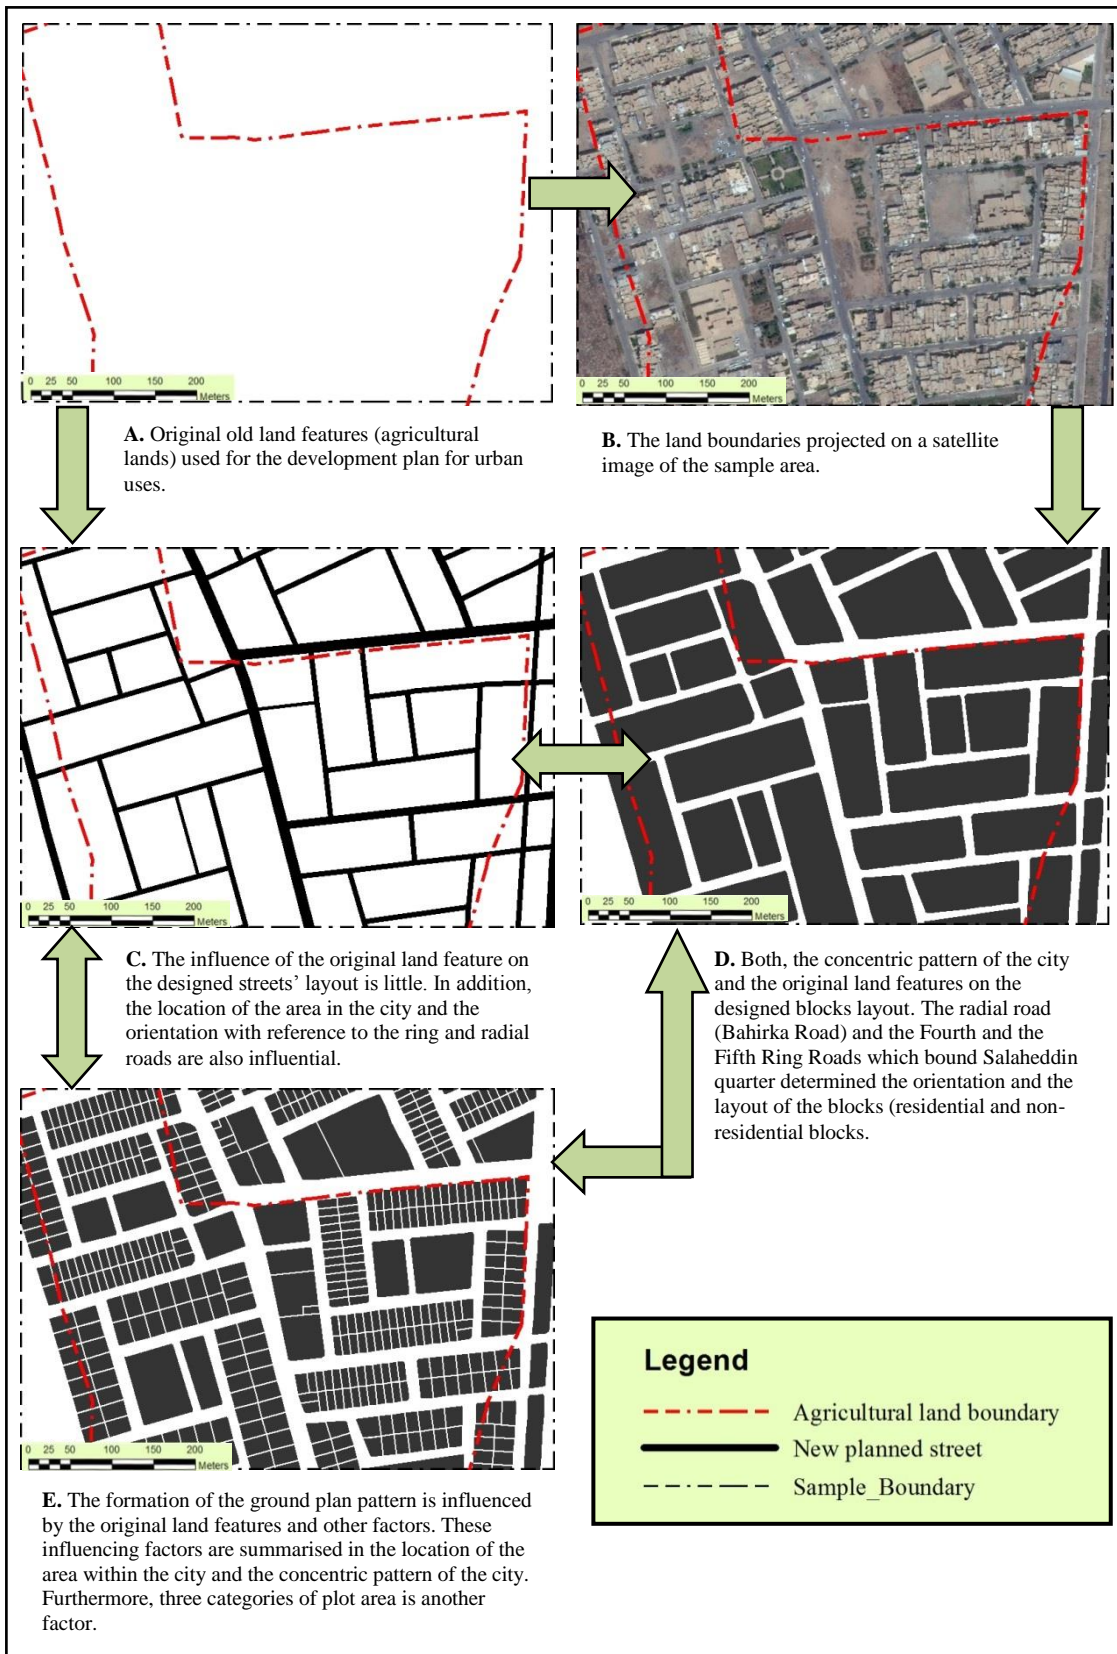 0 25 50 100 150 200
Meters
0 25 50 100 150 200
Meters
A. Original old land features (agricultural
lands) used for the development plan for urban
uses.
B. The land boundaries projected on a satellite
image of the sample area.
0 25 50 100 150 200
Meters
0 25 50 100 150 200
Meters
C. The influence of the original land feature on
the designed streets’ layout is little. In addition,
the location of the area in the city and the
orientation with reference to the ring and radial
roads are also influential.
D. Both, the concentric pattern of the city
and the original land features on the
designed blocks layout. The radial road
(Bahirka Road) and the Fourth and the
Fifth Ring Roads which bound Salaheddin
quarter determined the orientation and the
layout of the blocks (residential and non-
residential blocks.
0 25 50 100 150 200
Meters
E. The formation of the ground plan pattern is influenced
by the original land features and other factors. These
influencing factors are summarised in the location of the
area within the city and the concentric pattern of the city.
Furthermore, three categories of plot area is another
factor.
Legend
Agricultural land boundary
New planned street
Sample_Boundary